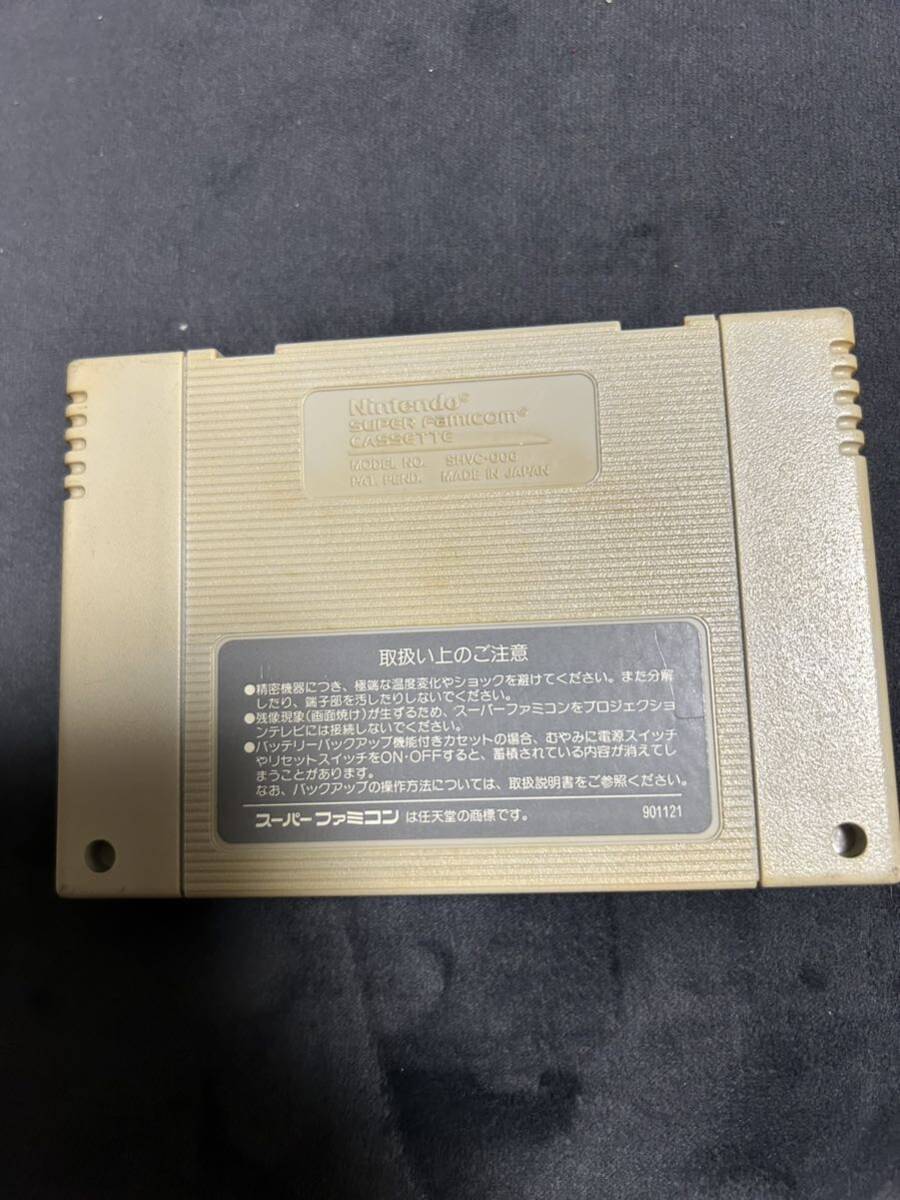 Nintendo®
SUPER FAMICOM®
CASSETTE
MODEL NO. SHVC-006
PAT. PEND. MADE IN JAPAN
取扱い上のご注意
●精密機器につき、極端な温度変化やショックを避けてください。また分解
したり、端子部を汚したりしないでください。
●残像現象(画面焼け)が生ずるため、スーパーファミコンをプロジェクショ
ンテレビには接続しないでください。
●バッテリーバックアップ機能付きカセットの場合、むやみに電源スイッチ
やリセットスイッチをON・OFFすると、蓄積されている内容が消えてし
まうことがあります。
なお、バックアップの操作方法については、取扱説明書をご参照ください。
スーパーファミコン は任天堂の商標です。 901121